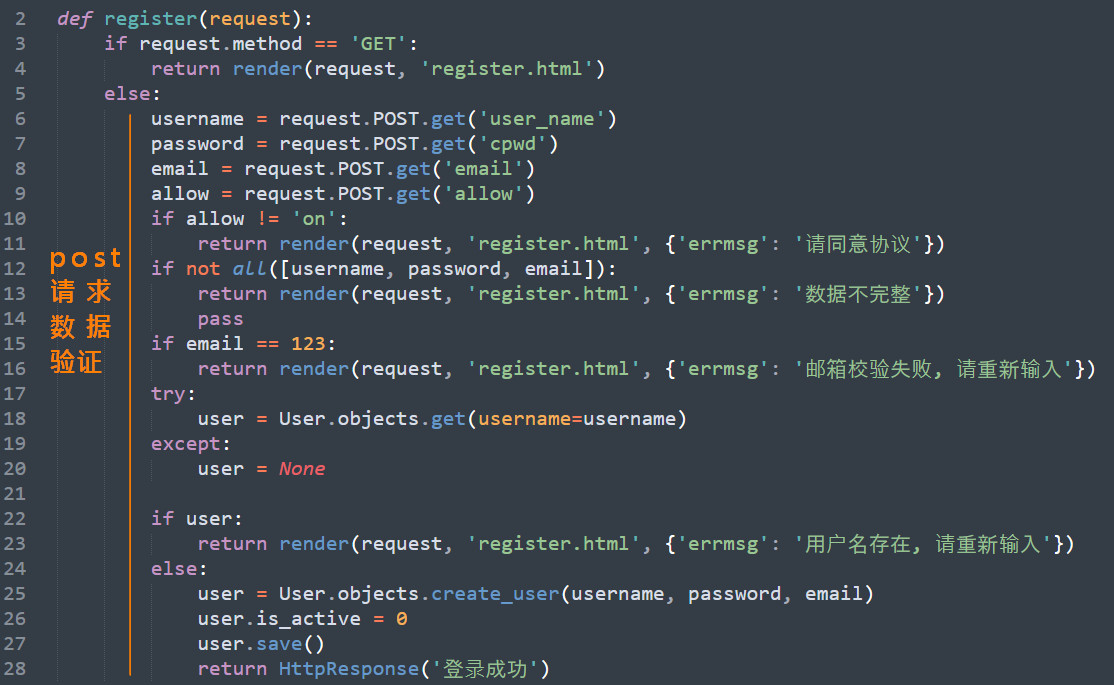 2 def register(request):
3     if request.method == 'GET':
4         return render(request, 'register.html')
5     else:
6         username = request.POST.get('user_name')
7         password = request.POST.get('cpwd')
8         email = request.POST.get('email')
9         allow = request.POST.get('allow')
10         if allow != 'on':
11             return render(request, 'register.html', {'errmsg': '请同意协议'})
12         if not all([username, password, email]):
13             return render(request, 'register.html', {'errmsg': '数据不完整'})
14             pass
15         if email == 123:
16             return render(request, 'register.html', {'errmsg': '邮箱校验失败, 请重新输入'})
17         try:
18             user = User.objects.get(username=username)
19         except:
20             user = None
21
22         if user:
23             return render(request, 'register.html', {'errmsg': '用户名存在, 请重新输入'})
24         else:
25             user = User.objects.create_user(username, password, email)
26             user.is_active = 0
27             user.save()
28             return HttpResponse('登录成功')
post
请求
数据
验证